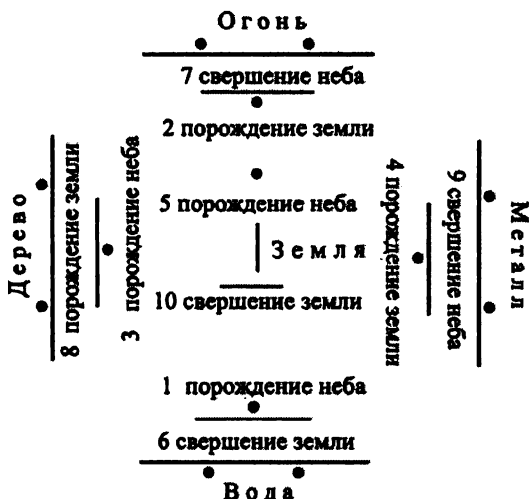 Огонь
7 свершение неба
2 порождение земли
Дерево
8 порождение земли
3 порождение неба
5 порождение неба
Земля
10 свершение земли
4 порождение земли
9 свершение неба
Металл
1 порождение неба
6 свершение земли
Вода